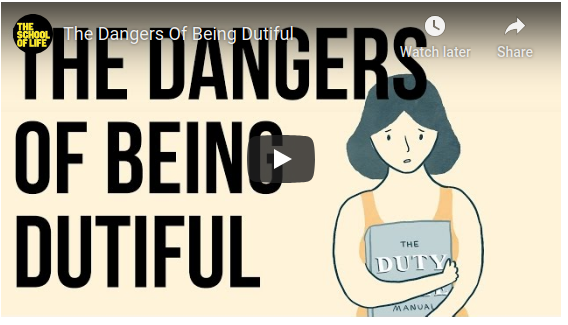 THE
SCHOOL
OF LIFE
The Dangers Of Being Dutiful
Watch later
Share
THE DANGERS
OF BEING
DUTIFUL
THE
DUTY
MANUAL